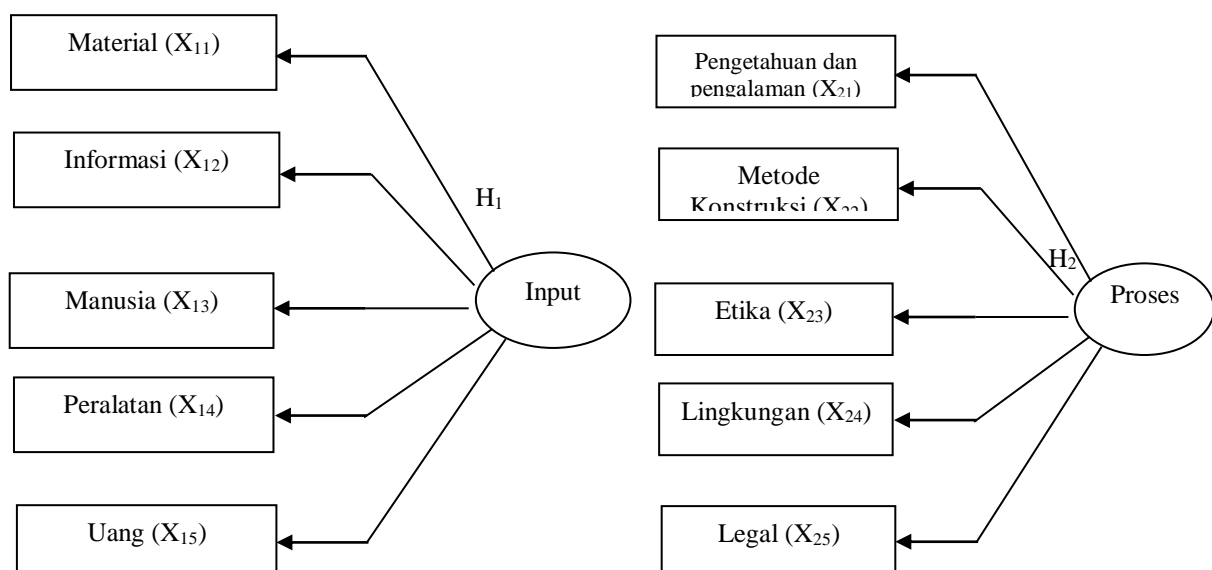 Material (X₁₁)
Informasi (X₁₂)
Manusia (X₁₃)
Peralatan (X₁₄)
Uang (X₁₅)
H₁
Input
Pengetahuan dan
pengalaman (X₂₁)
Metode
Konstruksi (X₂₂)
Etika (X₂₃)
Lingkungan (X₂₄)
Legal (X₂₅)
H₂
Proses